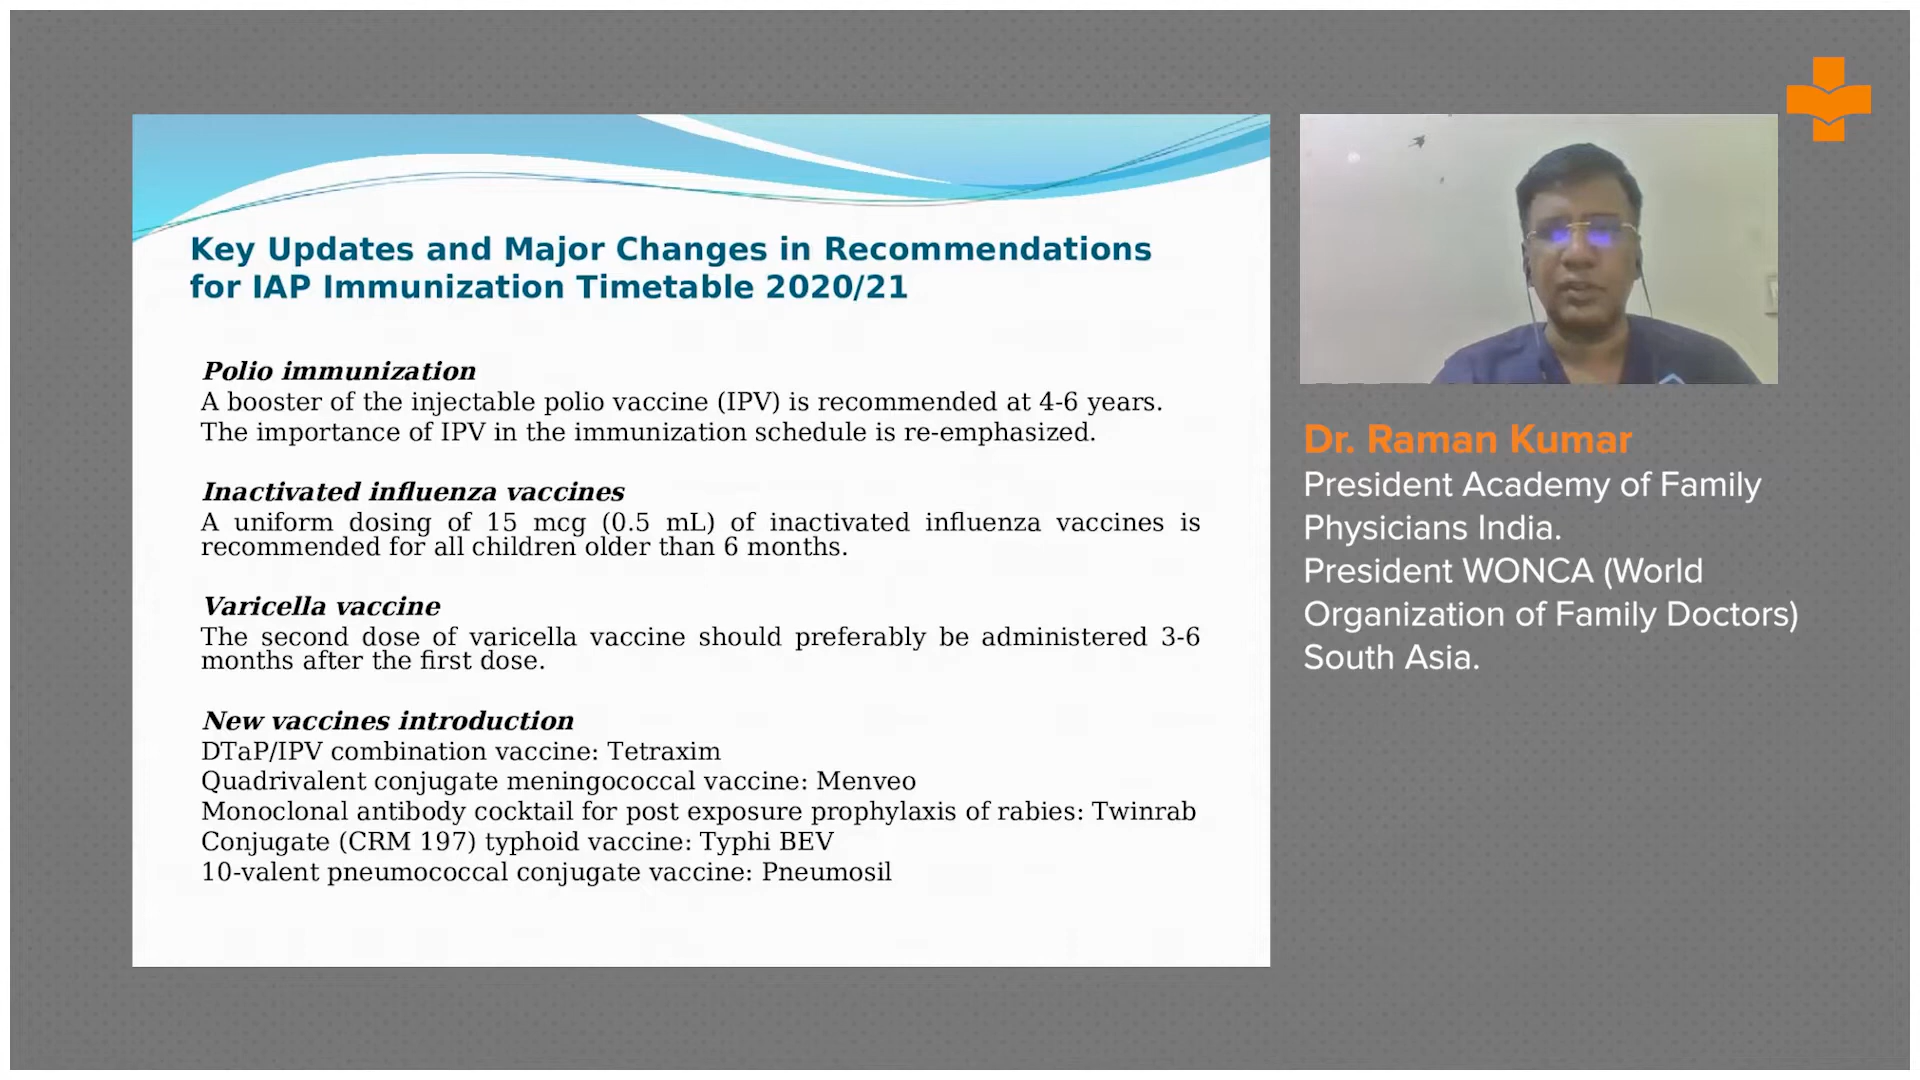 Key Updates and Major Changes in Recommendations
for IAP Immunization Timetable 2020/21
Polio immunization
A booster of the injectable polio vaccine (IPV) is recommended at 4-6 years.
The importance of IPV in the immunization schedule is re-emphasized.
Inactivated influenza vaccines
A uniform dosing of 15 mcg (0.5 mL) of inactivated influenza vaccines is
recommended for all children older than 6 months.
Varicella vaccine
The second dose of varicella vaccine should preferably be administered 3-6
months after the first dose.
New vaccines introduction
DTaP/IPV combination vaccine: Tetraxim
Quadrivalent conjugate meningococcal vaccine: Menveo
Monoclonal antibody cocktail for post exposure prophylaxis of rabies: Twinrab
Conjugate (CRM 197) typhoid vaccine: Typhi BEV
10-valent pneumococcal conjugate vaccine: Pneumosil
Dr. Raman Kumar
President Academy of Family
Physicians India.
President WONCA (World
Organization of Family Doctors)
South Asia.